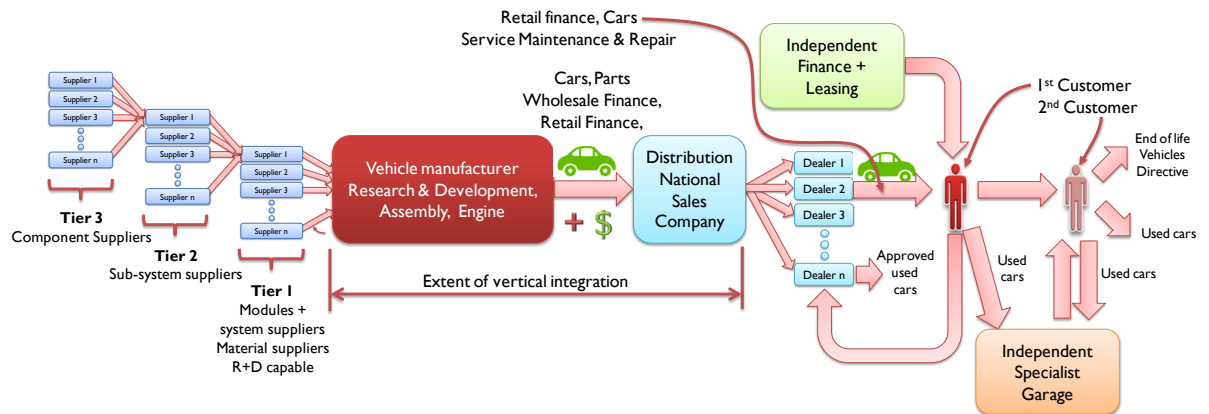 Retail finance, Cars
Service Maintenance & Repair
Independent
Finance +
Leasing
1st Customer
2nd Customer
Cars, Parts
Wholesale Finance,
Retail Finance,
Supplier 1
Supplier 2
Supplier 3
Supplier n
Tier 3
Component Suppliers
Supplier 1
Supplier 2
Supplier 3
Supplier n
Tier 2
Sub-system suppliers
Supplier 1
Supplier 2
Supplier 3
Supplier n
Tier 1
Modules +
system suppliers
Material suppliers
R+D capable
Vehicle manufacturer
Research & Development,
Assembly, Engine
+ $
Distribution
National
Sales
Company
Extent of vertical integration
Dealer 1
Dealer 2
Dealer 3
Dealer n
Approved
used
cars
Used
cars
End of life
Vehicles
Directive
Used cars
Used cars
Independent
Specialist
Garage